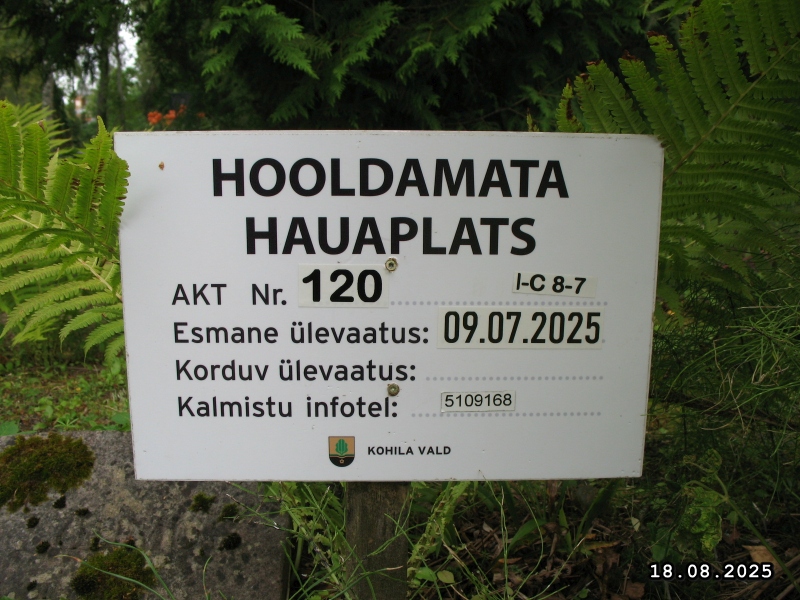 HOOLDAMATA
HAUAPLATS
AKT Nr. 120 I-C 8-7
Esmane ülevaatus: 09.07.2025
Korduv ülevaatus:
Kalmistu infotel: 5109168
KOHILA VALD
18.08.2025